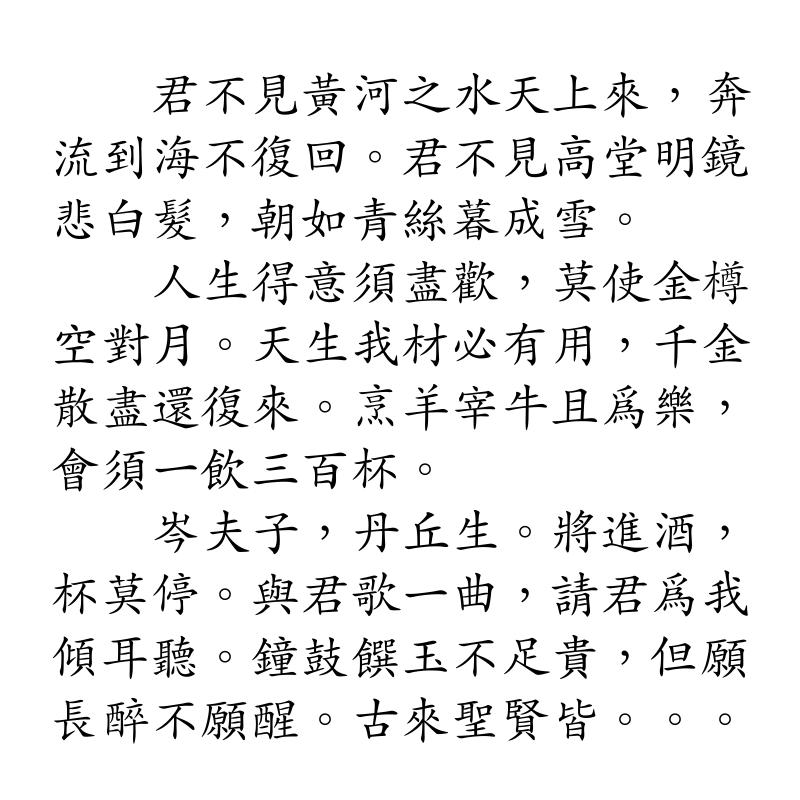 君不見黃河之水天上來，奔
流到海不復回。君不見高堂明鏡
悲白髮，朝如青絲暮成雪。
人生得意須盡歡，莫使金樽
空對月。天生我材必有用，千金
散盡還復來。烹羊宰牛且為樂，
會須一飲三百杯。
岑夫子，丹丘生。將進酒，
杯莫停。與君歌一曲，請君為我
傾耳聽。鐘鼓饌玉不足貴，但願
長醉不願醒。古來聖賢皆。。。